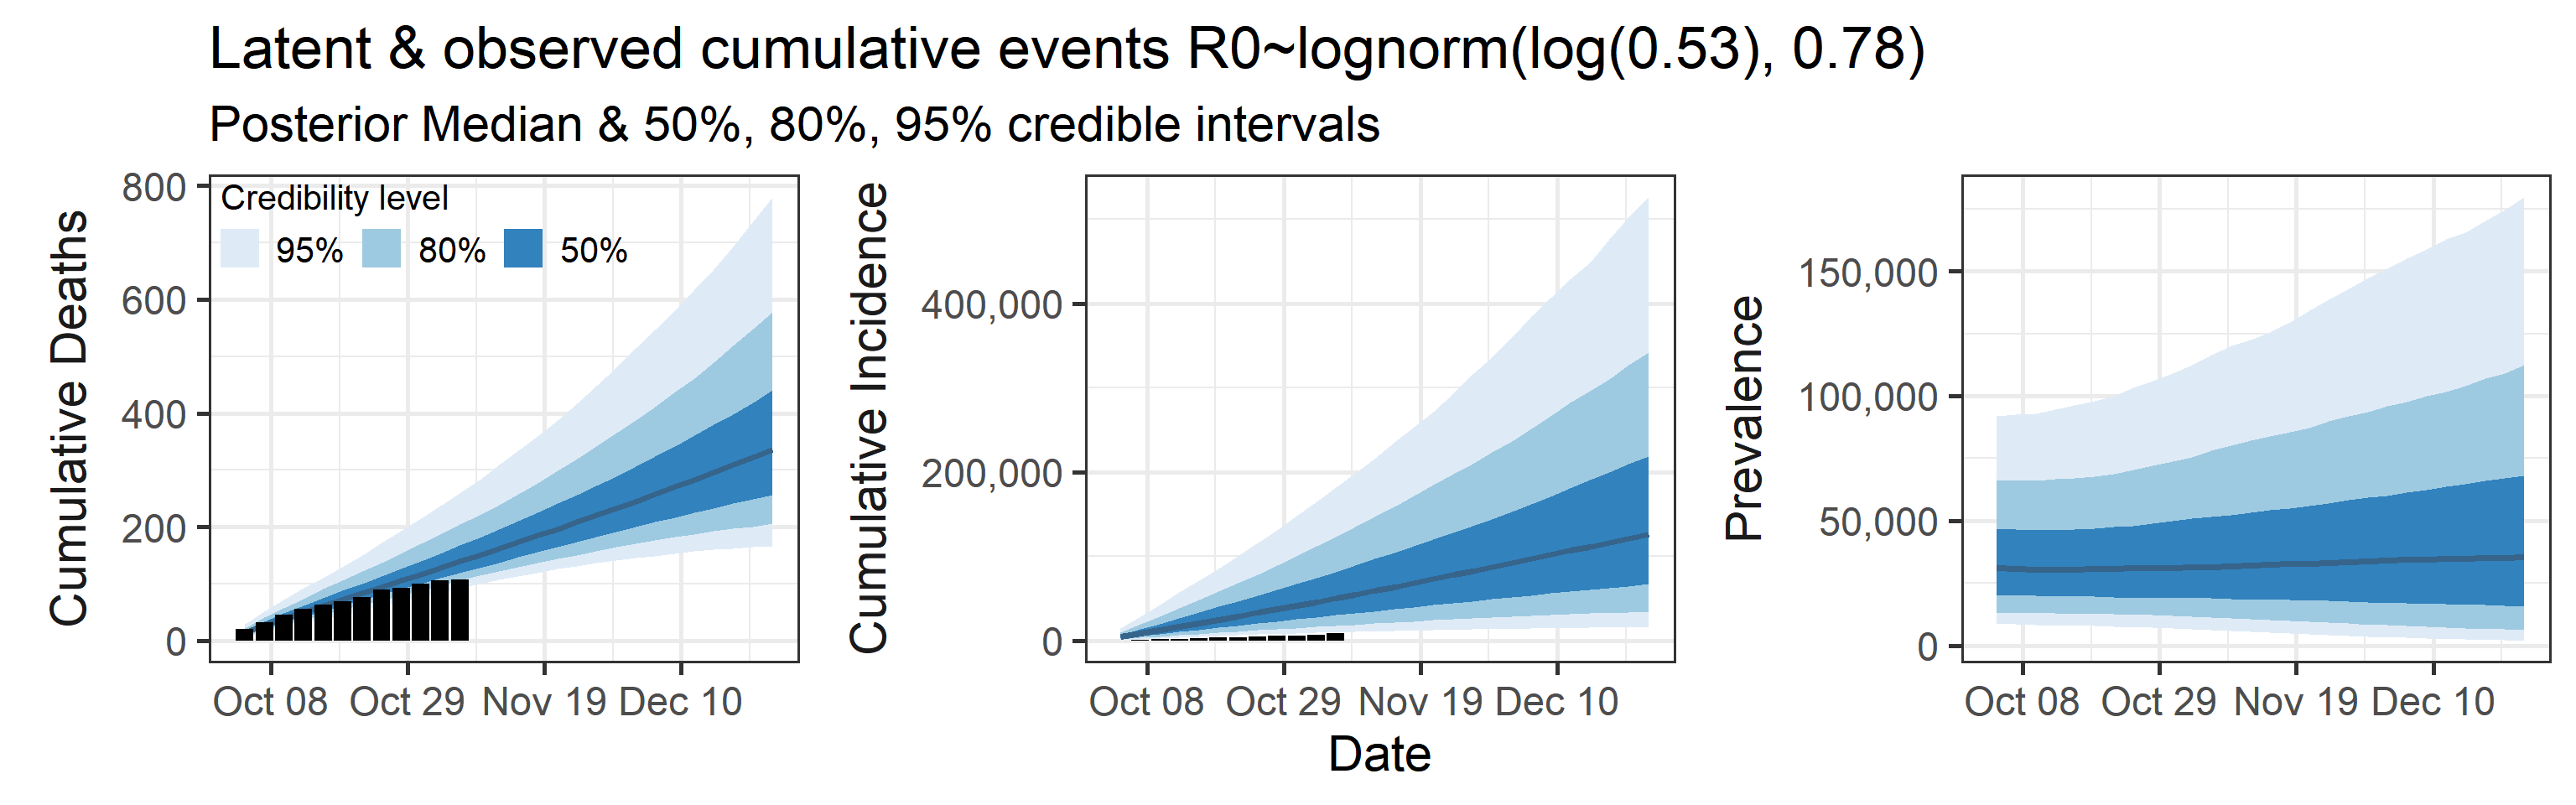 Latent & observed cumulative events R0~lognorm(log(0.53), 0.78)
Posterior Median & 50%, 80%, 95% credible intervals
Cumulative Deaths
800
600
400
200
0
Credibility level
95% 80% 50%
Oct 08 Oct 29 Nov 19 Dec 10
Cumulative Incidence
400,000
200,000
0
Oct 08 Oct 29 Nov 19 Dec 10
Prevalence
150,000
100,000
50,000
0
Oct 08 Oct 29 Nov 19 Dec 10
Date